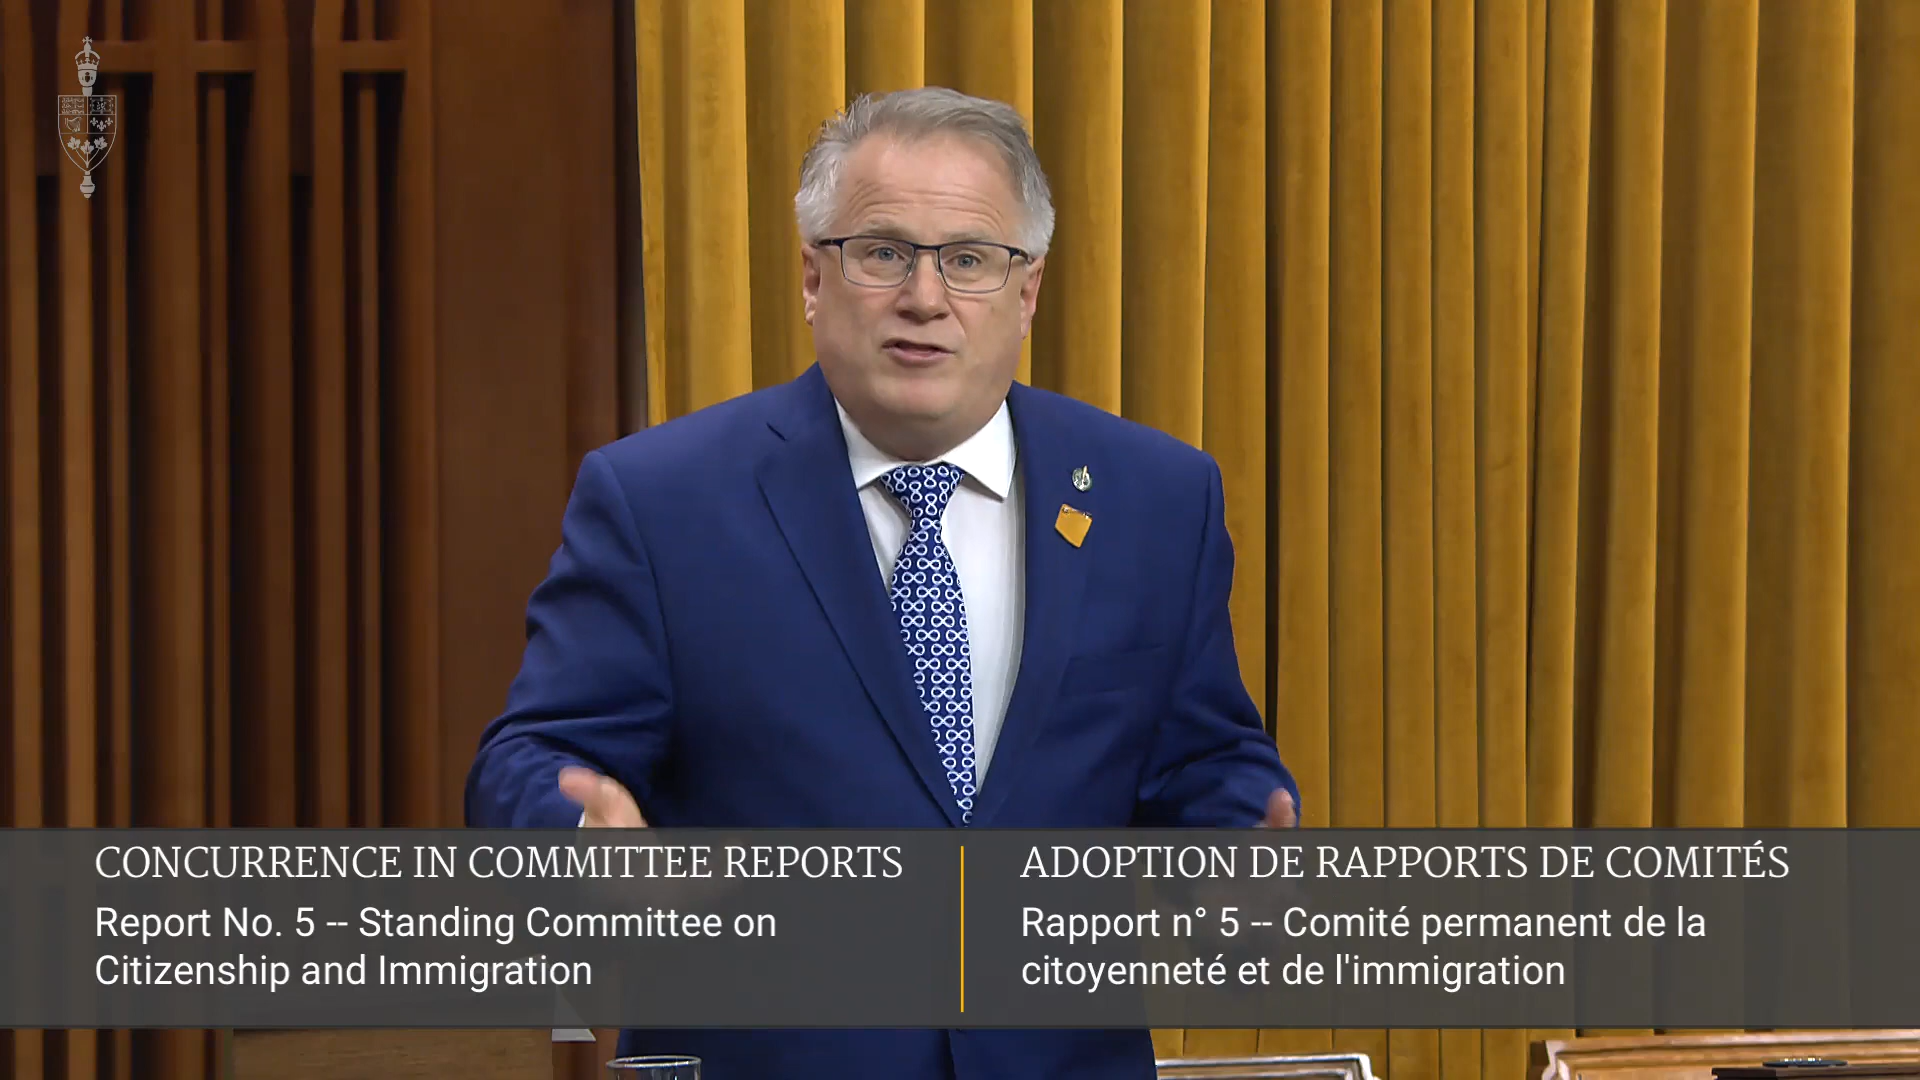 CONCURRENCE IN COMMITTEE REPORTS
Report No. 5 -- Standing Committee on
Citizenship and Immigration
ADOPTION DE RAPPORTS DE COMITÉS
Rapport n° 5 -- Comité permanent de la
citoyenneté et de l'immigration